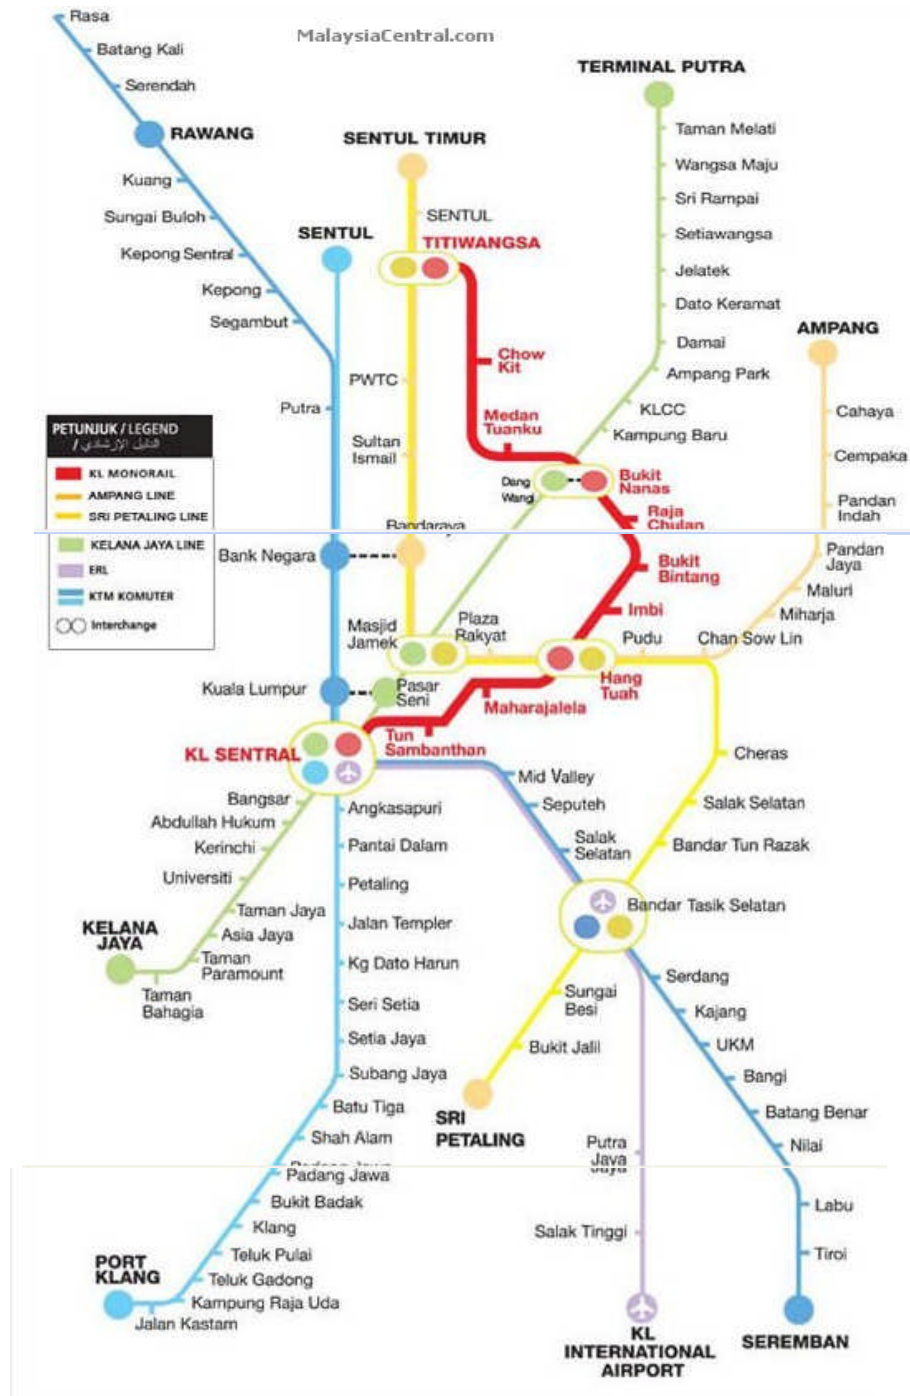 MalaysiaCentral.com
Rasa
Batang Kali
Serendah
RAWANG
Kuang
Sungai Buloh
Kepong Sentral
Kepong
Segambut
Putra
SENTUL
SENTUL TIMUR
SENTUL
TITIWANGSA
PWTC
Sultan
Ismail
Bandaraya
Bank Negara
Masjid
Jamek
Plaza
Rakyat
Kuala Lumpur
Pasar
Seni
TERMINAL PUTRA
Taman Melati
Wangsa Maju
Sri Rampai
Setiawangsa
Jelatek
Dato Keramat
Damai
Ampang Park
KLCC
Kampung Baru
Dang
Wangi
Chow
Kit
Medan
Tuanku
Bukit
Nanas
Raja
Chulan
Bukit
Bintang
Imbi
Hang
Tuah
Maharajalela
Tun
Sambanthan
KL SENTRAL
AMPANG
Cahaya
Cempaka
Pandan
Indah
Pandan
Jaya
Maluri
Miharja
Chan Sow Lin
Pudu
PETUNJUK / LEGEND
/ الدليل الإرشادي
KL MONORAIL
AMPANG LINE
SRI PETALING LINE
KELANA JAYA LINE
ERL
KTM KOMUTER
Interchange
Cheras
Salak Selatan
Bandar Tun Razak
Mid Valley
Seputeh
Salak
Selatan
Bandar Tasik Selatan
Bangsar
Abdullah Hukum
Kerinchi
Universiti
Taman Jaya
Asia Jaya
Taman
Paramount
Taman
Bahagia
KELANA
JAYA
Angkasapuri
Pantai Dalam
Petaling
Jalan Templer
Kg Dato Harun
Seri Setia
Setia Jaya
Subang Jaya
Batu Tiga
Shah Alam
Padang Jawa
Bukit Badak
Klang
Teluk Pulai
Teluk Gadong
Kampung Raja Uda
Jalan Kastam
PORT
KLANG
Sungai
Besi
Bukit Jalil
SRI
PETALING
Serdang
Kajang
UKM
Bangi
Batang Benar
Nilai
Labu
Tiroi
SEREMBAN
Putra
Jaya
Salak Tinggi
KL
INTERNATIONAL
AIRPORT